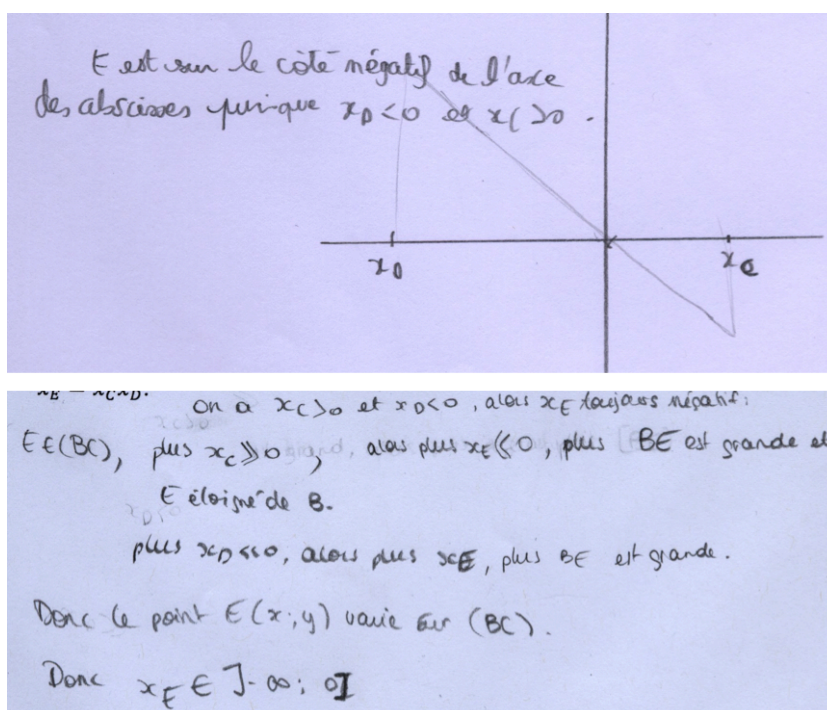 E est sur le côté négatif de l'axe
des abscisses puisque x_D<0 et x_C>0.
x_D
x_C
x_E = x_C x_D.
On a x_C>0 et x_D<0, alors x_E toujours négatif:
E∈(BC), plus x_C≫0, alors plus x_E≪0, plus BE est grande et
E éloigné de B.
plus x_D<<0, alors plus x_E, plus BE est grande.
Donc le point E(x;y) varie sur (BC).
Donc x_E ∈ ]-∞; 0[